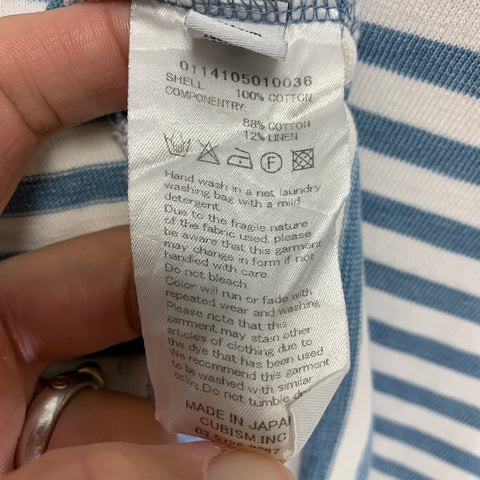 0114105010036
SHELL
100% COTTON
COMPONENTRY:
88% COTTON
12% LINEN
F
Hand wash in a net laundry
washing bag with a mild
detergent.
Due to the fragile nature
of the fabric used, please
be aware that this garment
may change in form if not
handled with care
Do not bleach
Color will run or fade with
repeated wear and washing
Please note that this
garment may stain other
articles of clothing due to
the dye that has been used
We recommend this garment
to be washed with similar
colors.Do not tumble dry
MADE IN JAPAN
CUBISM.INC